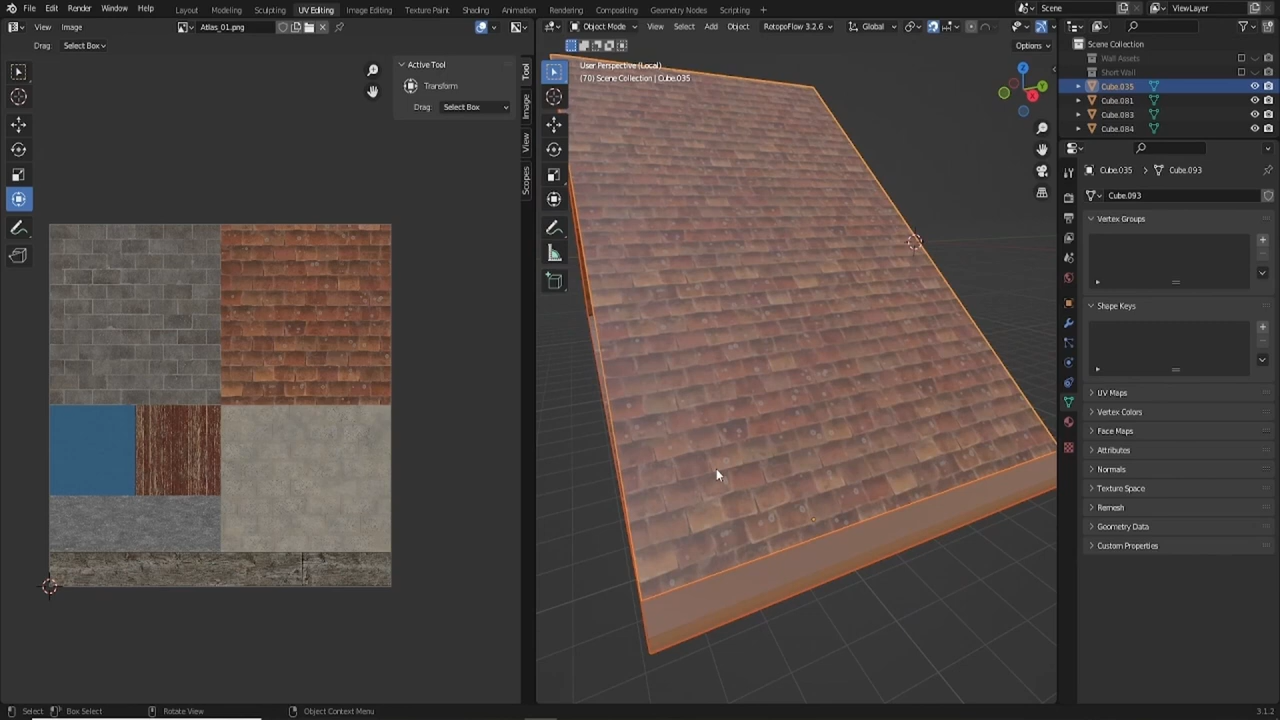 File Edit Render Window Help Layout Modeling Sculpting UV Editing Texture Paint Shading Animation Rendering Compositing Geometry Nodes Scripting Scene ViewLayer
View Image Atlas_01.png Object Mode View Select Add Object RetopoFlow 3.2.6 Global
Drag: Select Box Options
User Perspective (Local)
(70) Scene Collection | Cube.035
Active Tool
Transform
Drag: Select Box
Tool
Image
View
Scopes
X
Y
Z
Scene Collection
Wall Assets
Short Wall
Cube.035
Cube.081
Cube.083
Cube.084
Cube.035 Cube.093
Cube.093
Vertex Groups
Shape Keys
UV Maps
Vertex Colors
Face Maps
Attributes
Normals
Texture Space
Remesh
Geometry Data
Custom Properties
Select Box Select Rotate View Object Context Menu 3.1.2